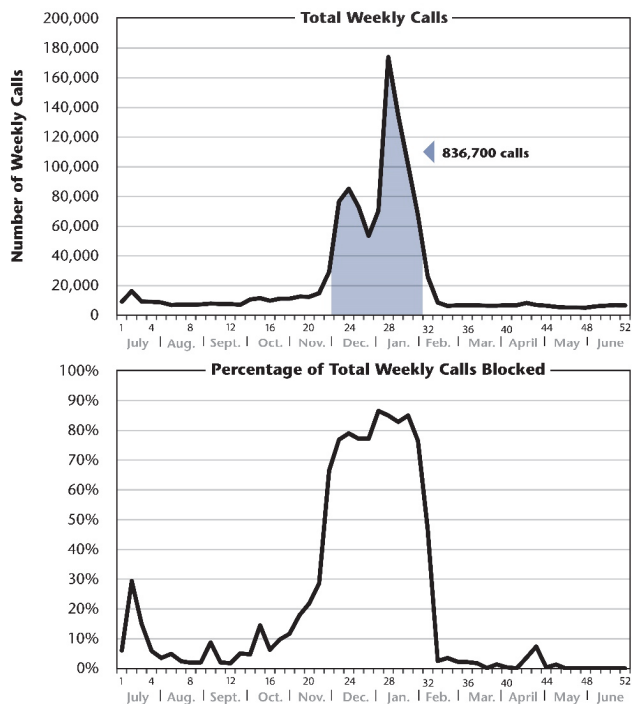 Total Weekly Calls
Number of Weekly Calls
200,000
180,000
160,000
140,000
120,000
100,000
80,000
60,000
40,000
20,000
0
836,700 calls
1 4 8 12 16 20 24 28 32 36 40 44 48 52
July | Aug. | Sept. | Oct. | Nov. | Dec. | Jan. | Feb. | Mar. | April | May | June
Percentage of Total Weekly Calls Blocked
100%
90%
80%
70%
60%
50%
40%
30%
20%
10%
0%
1 4 8 12 16 20 24 28 32 36 40 44 48 52
July | Aug. | Sept. | Oct. | Nov. | Dec. | Jan. | Feb. | Mar. | April | May | June